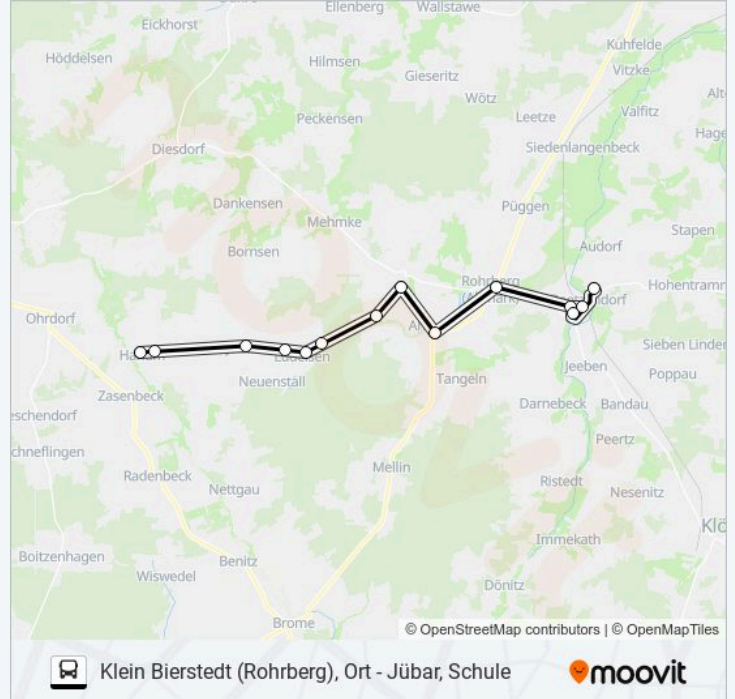 Ellenberg
Wallstawe
Eickhorst
Kuhfelde
Höddelsen
Hilmsen
Vitzke
Gieseritz
Wötz
Valfitz
Peckensen
Leetze
Diesdorf
Siedenlangenbeck
Dankensen
Püggen
Mehmke
Stapen
Bornsen
Audorf
Rohrberg
Hohentramm
Ohrdorf
Sieben Linden
Jeeben
Neuenstall
Tangeln
Poppau
Zasenbeck
Darnebeck
Bandau
Peertz
Mellin
Radenbeck
Ristedt
Nettgau
Nesenitz
Klö
Immekath
Boitzenhagen
Benitz
Wiswedel
Dönitz
Brome
© OpenStreetMap contributors | © OpenMapTiles
Klein Bierstedt (Rohrberg), Ort - Jübar, Schule
moovit